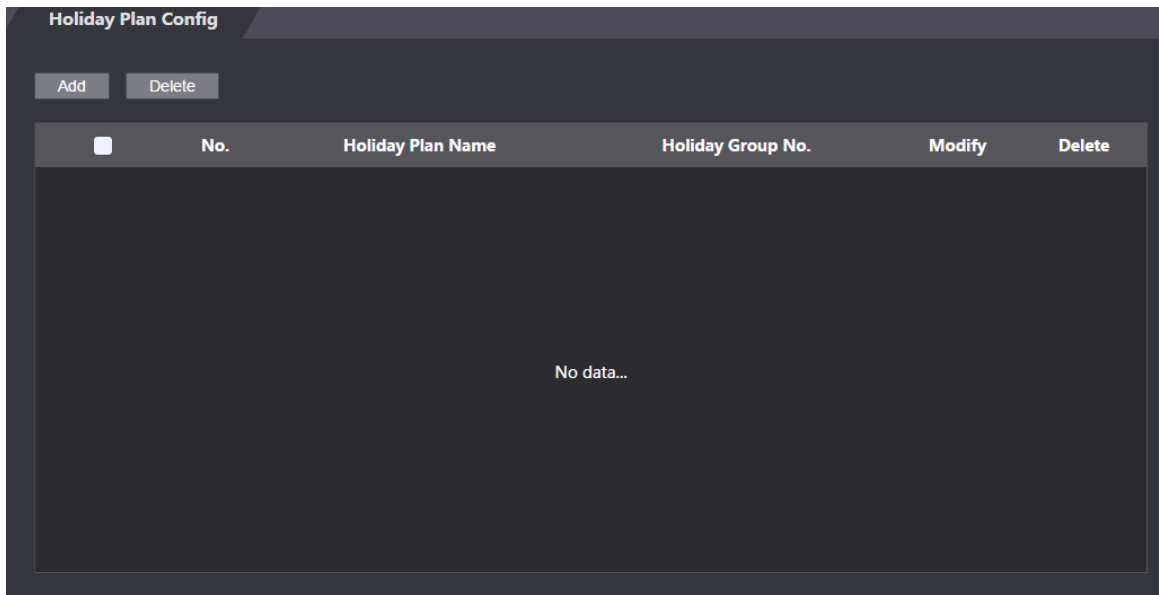 Holiday Plan Config
Add Delete
No. Holiday Plan Name Holiday Group No. Modify Delete
No data...